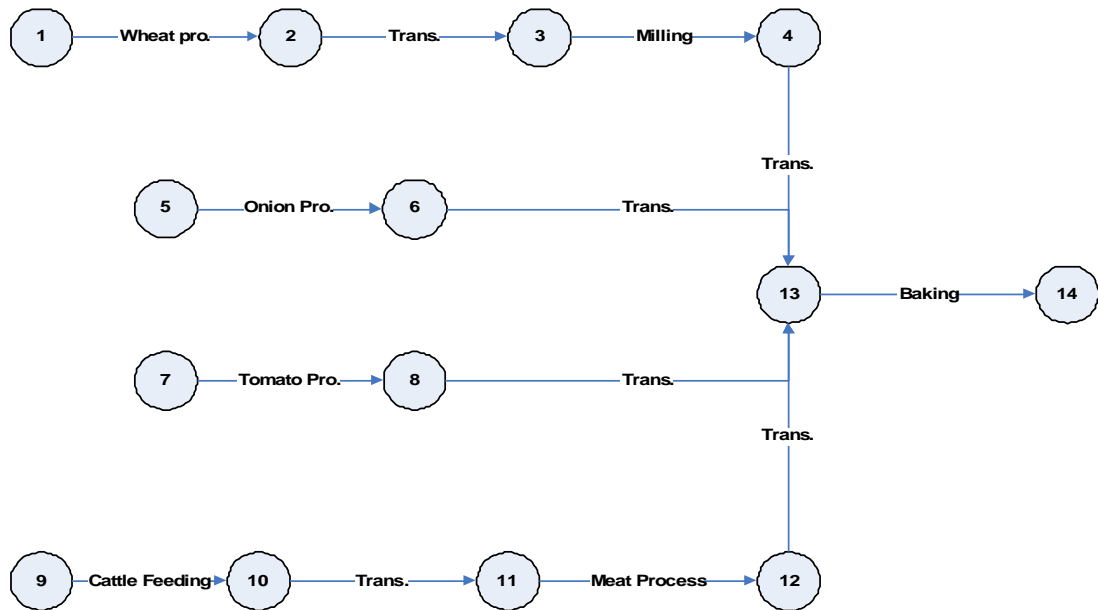 1 Wheat pro. 2 Trans. 3 Milling 4
Trans.
5 Onion Pro. 6 Trans.
13 Baking 14
7 Tomato Pro. 8 Trans.
Trans.
9 Cattle Feeding 10 Trans. 11 Meat Process 12